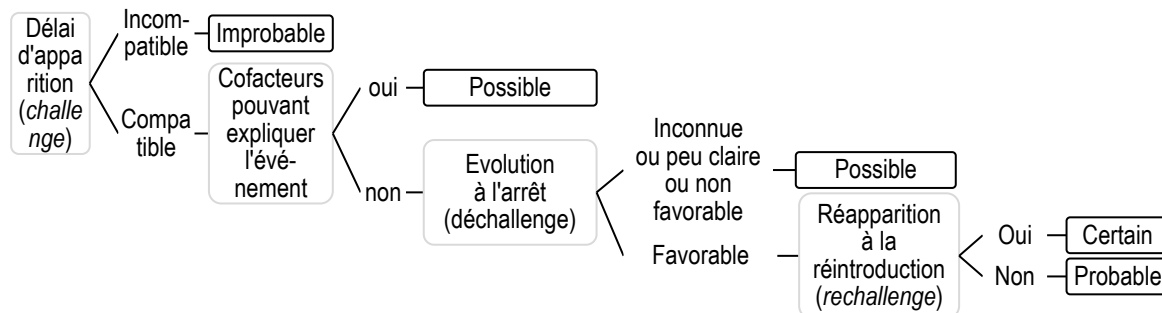 Délai
d'appa
rition
(challe
nge)
Incom-
patible
Improbable
Compa
tible
Cofacteurs
pouvant
expliquer
l'évé-
nement
oui
Possible
non
Evolution
à l'arrêt
(déchallenge)
Inconnue
ou peu claire
ou non
favorable
Possible
Favorable
Réapparition
à la
réintroduction
(rechallenge)
Oui
Certain
Non
Probable